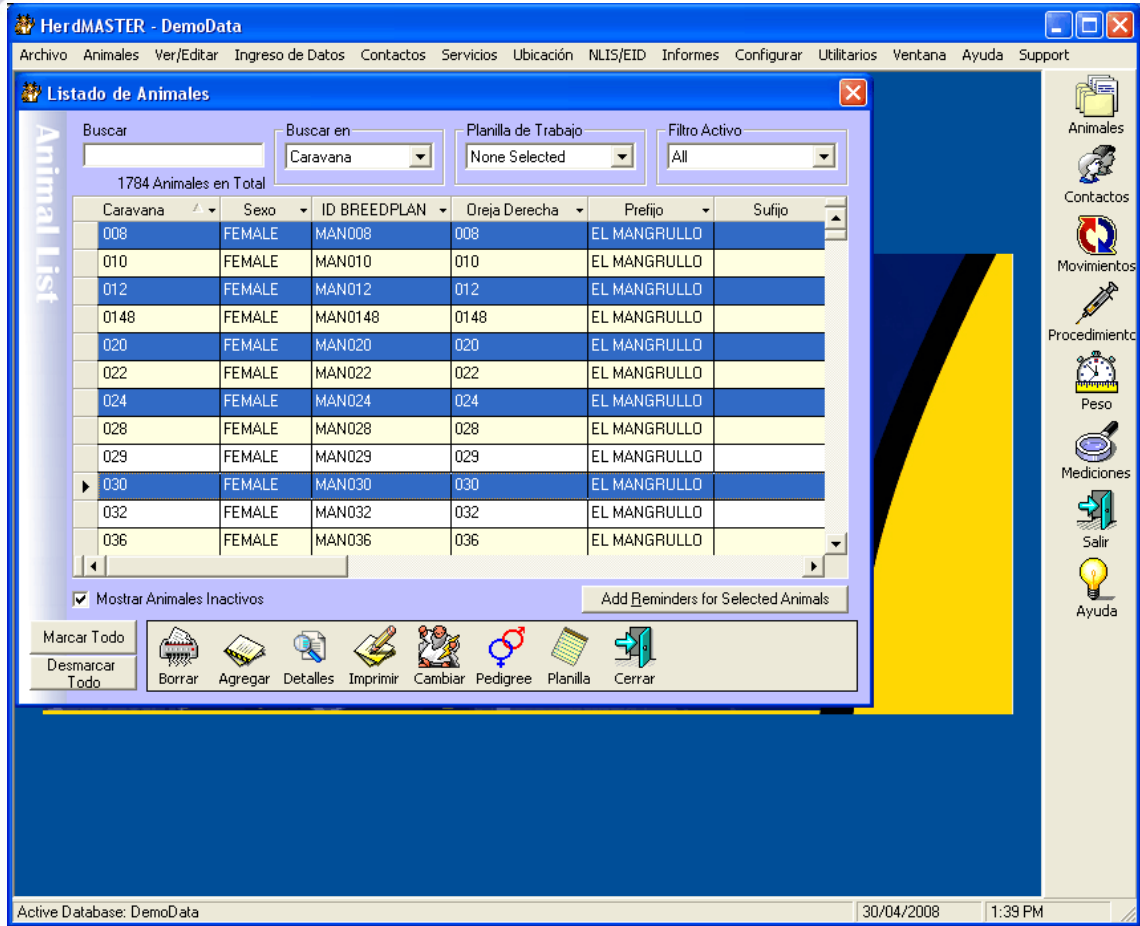 HerdMASTER - DemoData
Archivo Animales Ver/Editar Ingreso de Datos Contactos Servicios Ubicación NLIS/EID Informes Configurar Utilitarios Ventana Ayuda Support
Listado de Animales
Animal List
Buscar Buscar en Planilla de Trabajo Filtro Activo
Caravana None Selected All
1784 Animales en Total
Caravana Sexo ID BREEDPLAN Oreja Derecha Prefijo Sufijo
008 FEMALE MAN008 008 EL MANGRULLO
010 FEMALE MAN010 010 EL MANGRULLO
012 FEMALE MAN012 012 EL MANGRULLO
0148 FEMALE MAN0148 0148 EL MANGRULLO
020 FEMALE MAN020 020 EL MANGRULLO
022 FEMALE MAN022 022 EL MANGRULLO
024 FEMALE MAN024 024 EL MANGRULLO
028 FEMALE MAN028 028 EL MANGRULLO
029 FEMALE MAN029 029 EL MANGRULLO
030 FEMALE MAN030 030 EL MANGRULLO
032 FEMALE MAN032 032 EL MANGRULLO
036 FEMALE MAN036 036 EL MANGRULLO
Mostrar Animales Inactivos Add Reminders for Selected Animals
Marcar Todo
Desmarcar
Todo
Borrar Agregar Detalles Imprimir Cambiar Pedigree Planilla Cerrar
Animales
Contactos
Movimientos
Procedimiento
Peso
Mediciones
Salir
Ayuda
Active Database: DemoData 30/04/2008 1:39 PM